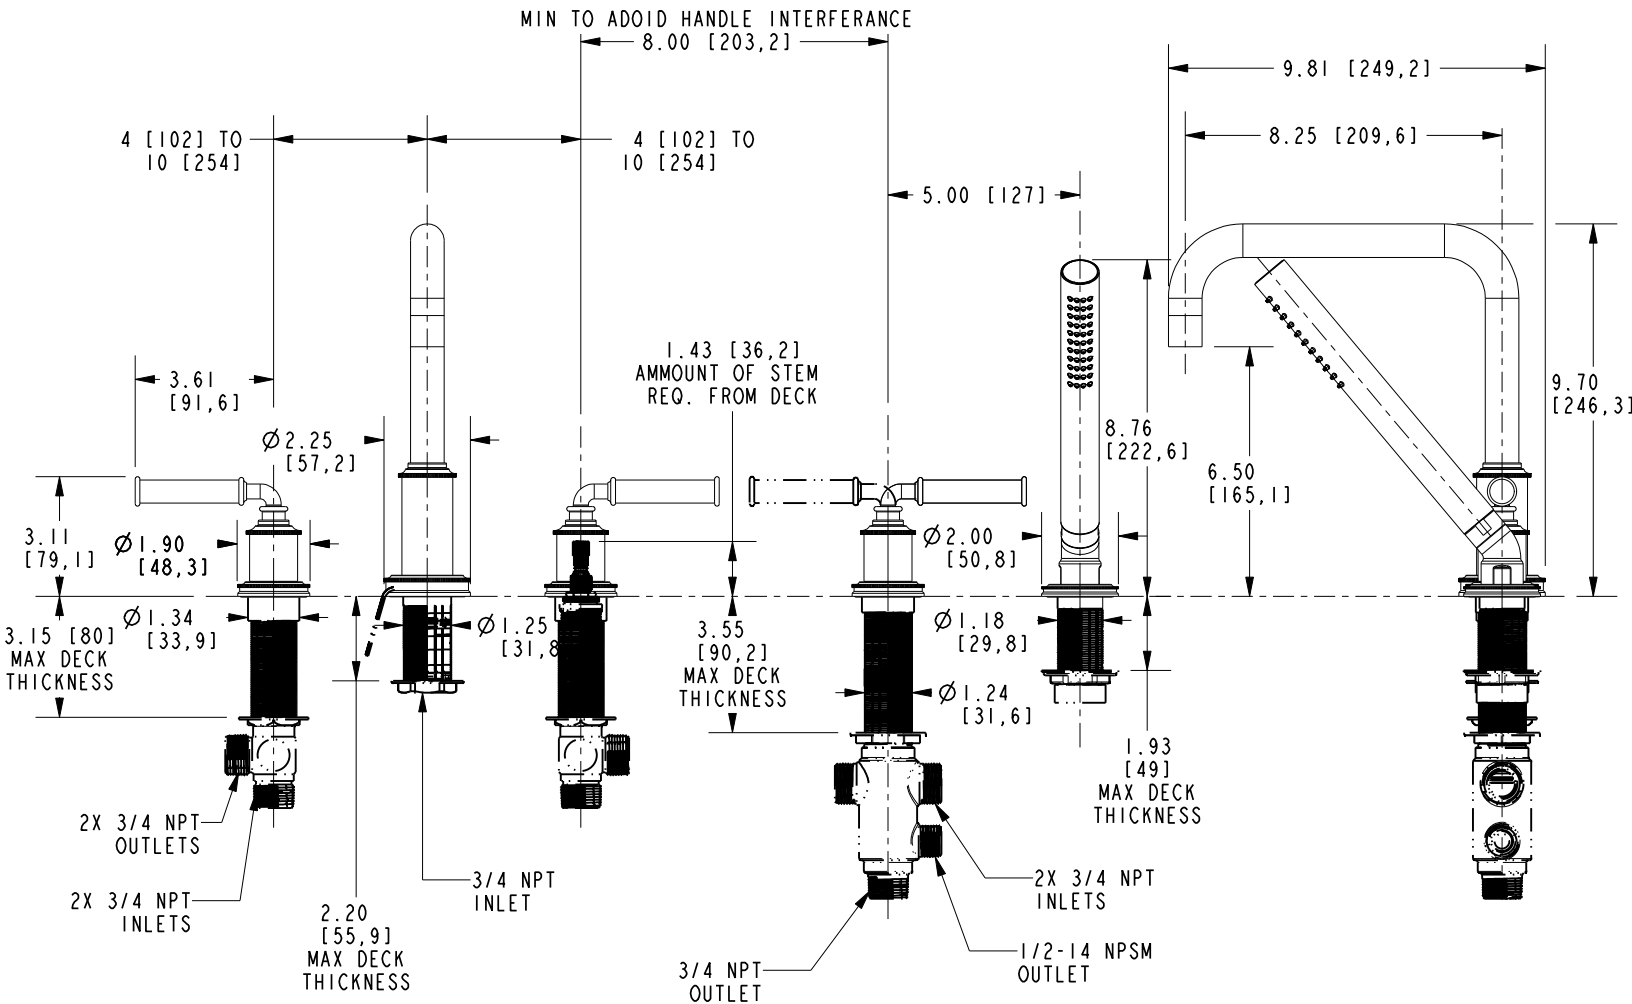 MIN TO ADOID HANDLE INTERFERANCE
8.00 [203,2]
9.81 [249,2]
4 [102] TO
10 [254]
4 [102] TO
10 [254]
8.25 [209,6]
5.00 [127]
1.43 [36,2]
AMMOUNT OF STEM
REQ. FROM DECK
3.61
[91,6]
9.70
[246,3]
Ø2.25
[57,2]
8.76
[222,6]
6.50
[165,1]
3.11
[79,1]
Ø1.90
[48,3]
Ø2.00
[50,8]
3.15 [80]
MAX DECK
THICKNESS
Ø1.34
[33,9]
Ø1.25
[31,8
3.55
[90,2]
MAX DECK
THICKNESS
Ø1.18
[29,8]
Ø1.24
[31,6]
1.93
[49]
MAX DECK
THICKNESS
2X 3/4 NPT
OUTLETS
2X 3/4 NPT
INLETS
3/4 NPT
INLET
2.20
[55,9]
MAX DECK
THICKNESS
2X 3/4 NPT
INLETS
1/2-14 NPSM
OUTLET
3/4 NPT
OUTLET